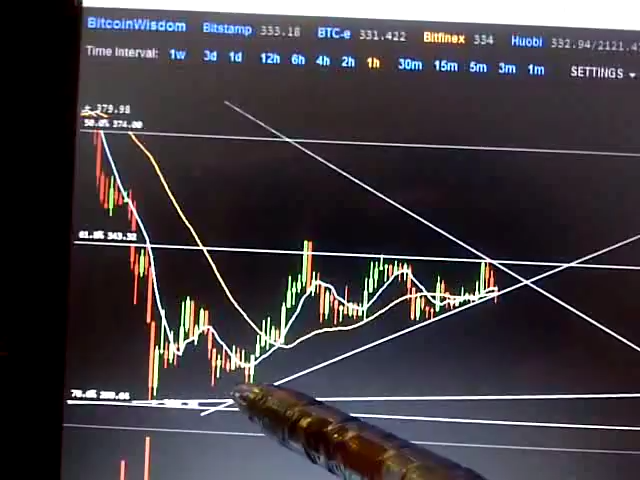 BitcoinWisdom Bitstamp 333.18 BTC-e 331.422 Bitfinex 334 Huobi 332.94/2121.4
Time Interval: 1w 3d 1d 12h 6h 4h 2h 1h 30m 15m 5m 3m 1m SETTINGS
379.98
50.0% 374.00
61.8% 343.32
78.6%